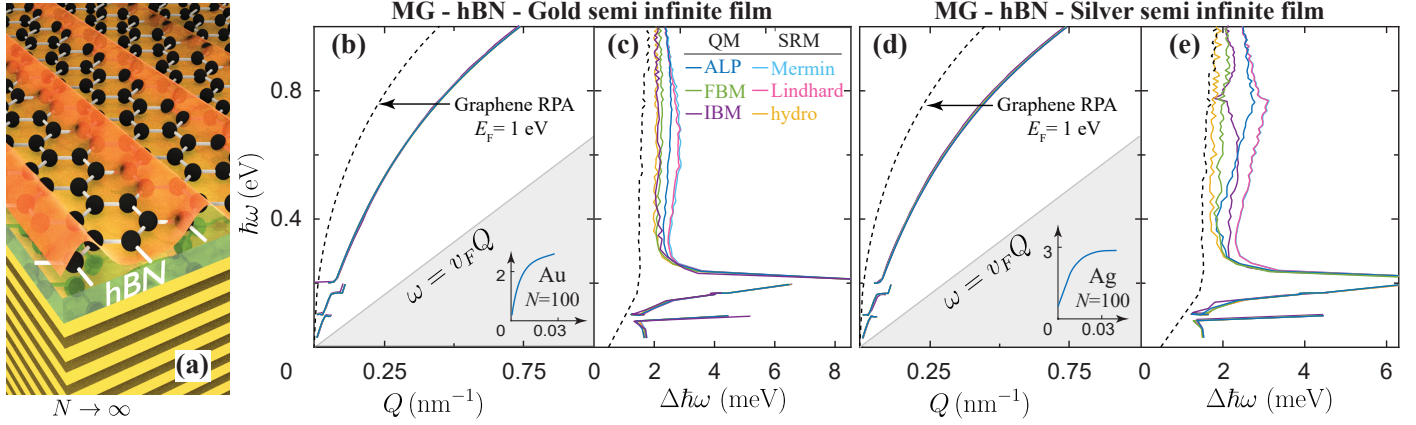 MG - hBN - Gold semi infinite film
MG - hBN - Silver semi infinite film
hBN
(a)
N → ∞
(b)
Graphene RPA
E_F = 1 eV
ω = v_F Q
2
Au
N=100
0
0.03
0.8
0.4
ħω (eV)
0 0.25 0.75
Q (nm⁻¹)
(c)
QM SRM
ALP Mermin
FBM Lindhard
IBM hydro
0 2 4 6 8
Δħω (meV)
(d)
Graphene RPA
E_F = 1 eV
ω = v_F Q
3
Ag
N=100
0
0.03
0 0.25 0.75
Q (nm⁻¹)
(e)
0 2 4 6
Δħω (meV)